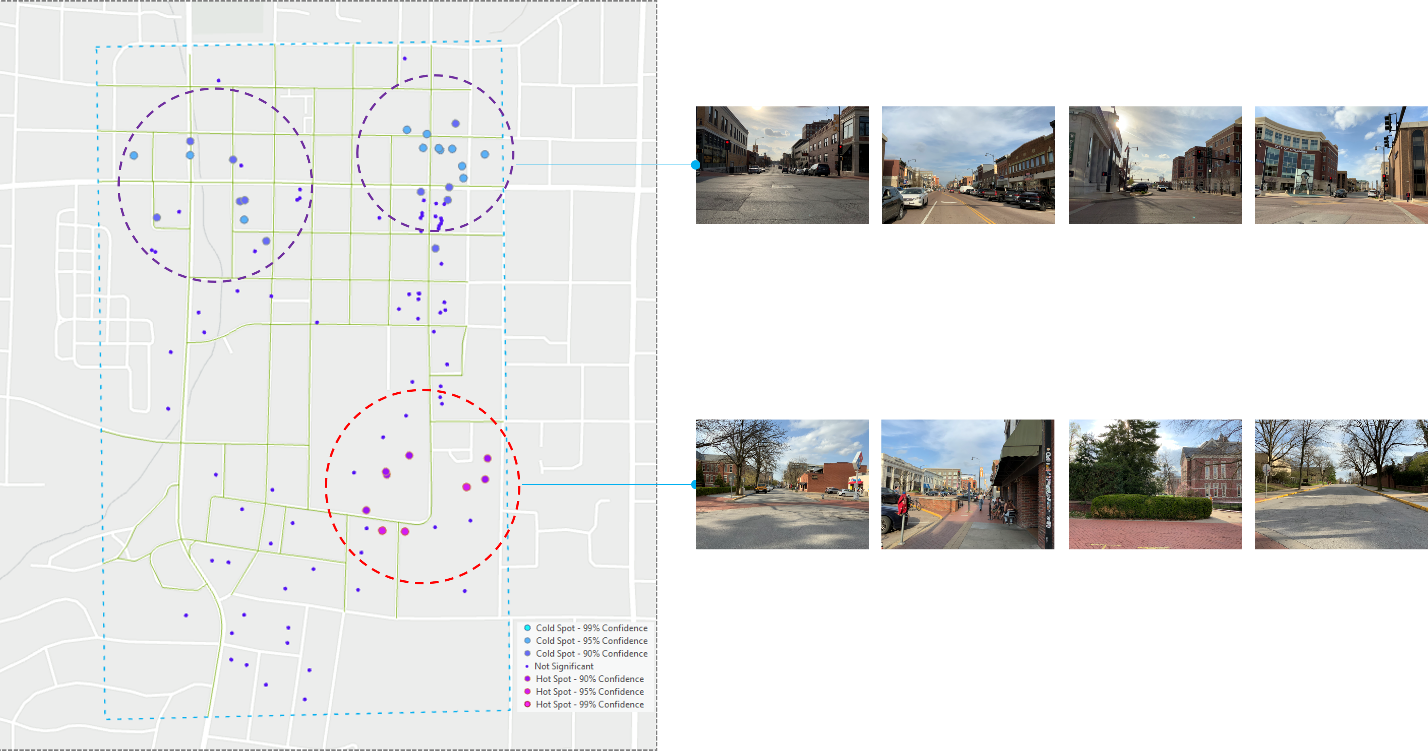 Cold Spot - 99% Confidence
Cold Spot - 95% Confidence
Cold Spot - 90% Confidence
Not Significant
Hot Spot - 90% Confidence
Hot Spot - 95% Confidence
Hot Spot - 99% Confidence